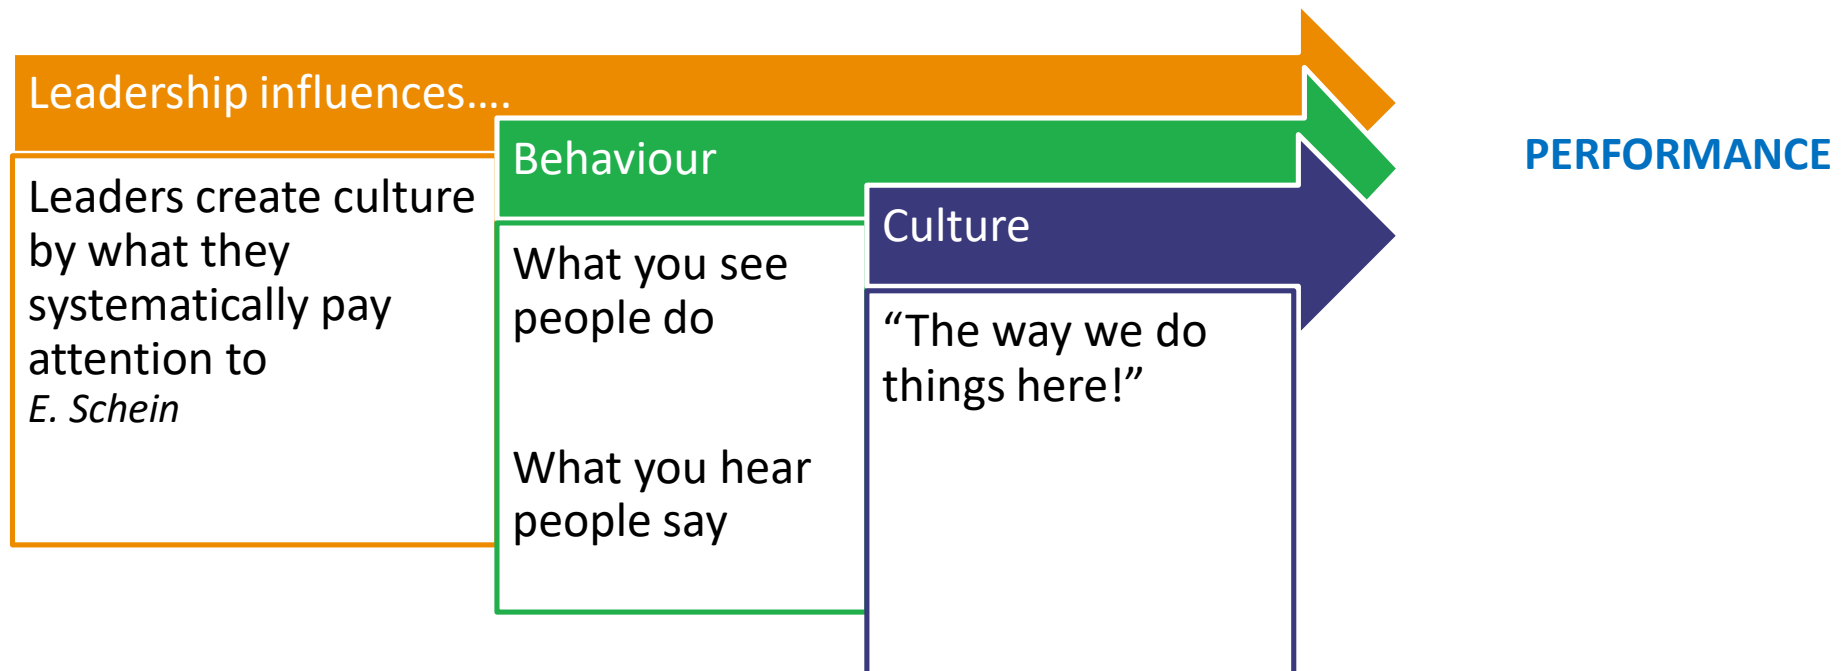 Leadership influences....
Leaders create culture
by what they
systematically pay
attention to
E. Schein
Behaviour
What you see
people do
What you hear
people say
Culture
“The way we do
things here!”
PERFORMANCE